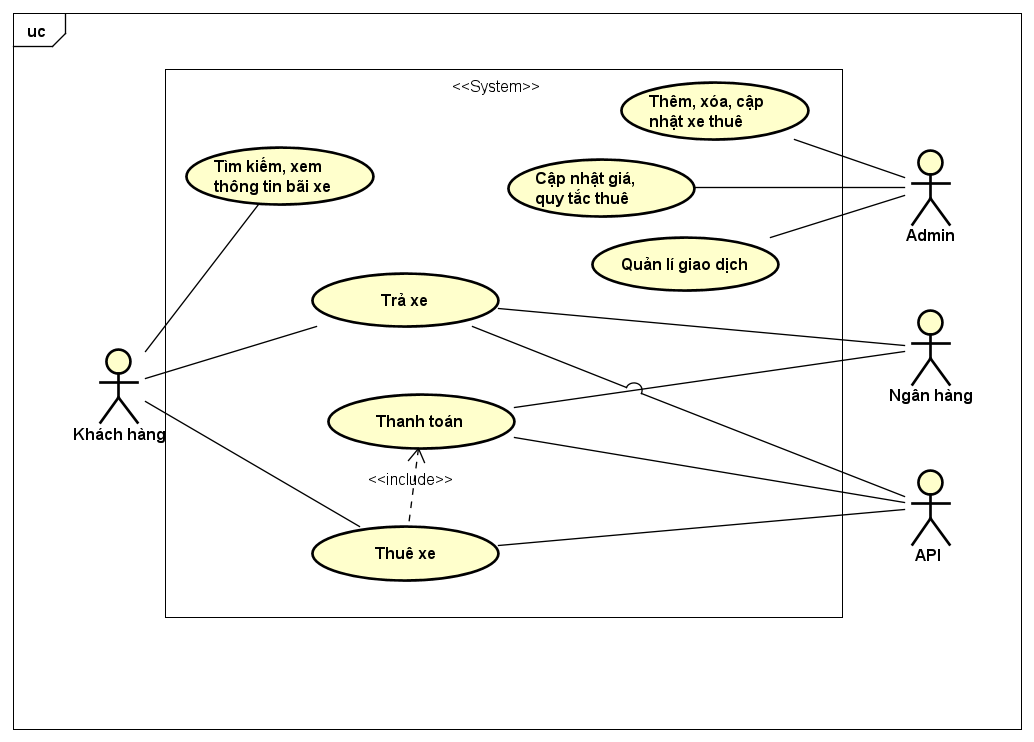 uc
<<System>>
Thêm, xóa, cập
nhật xe thuê
Tìm kiếm, xem
thông tin bãi xe
Cập nhật giá,
quy tắc thuê
Admin
Quản lí giao dịch
Trả xe
Ngân hàng
Khách hàng
Thanh toán
<<include>>
Thuê xe
API